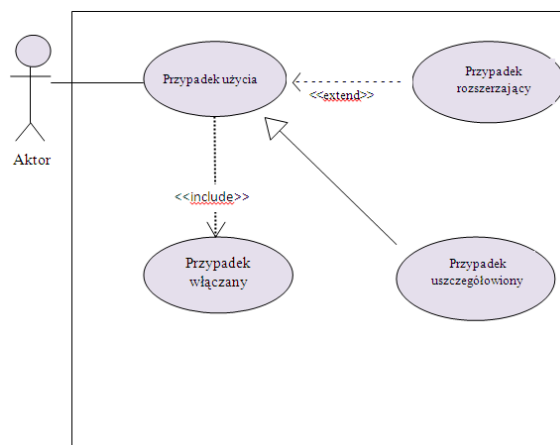 Przypadek użycia
Przypadek
rozszerzający
<<extend>>
Aktor
<<include>>
Przypadek
włączany
Przypadek
uszczegółowiony